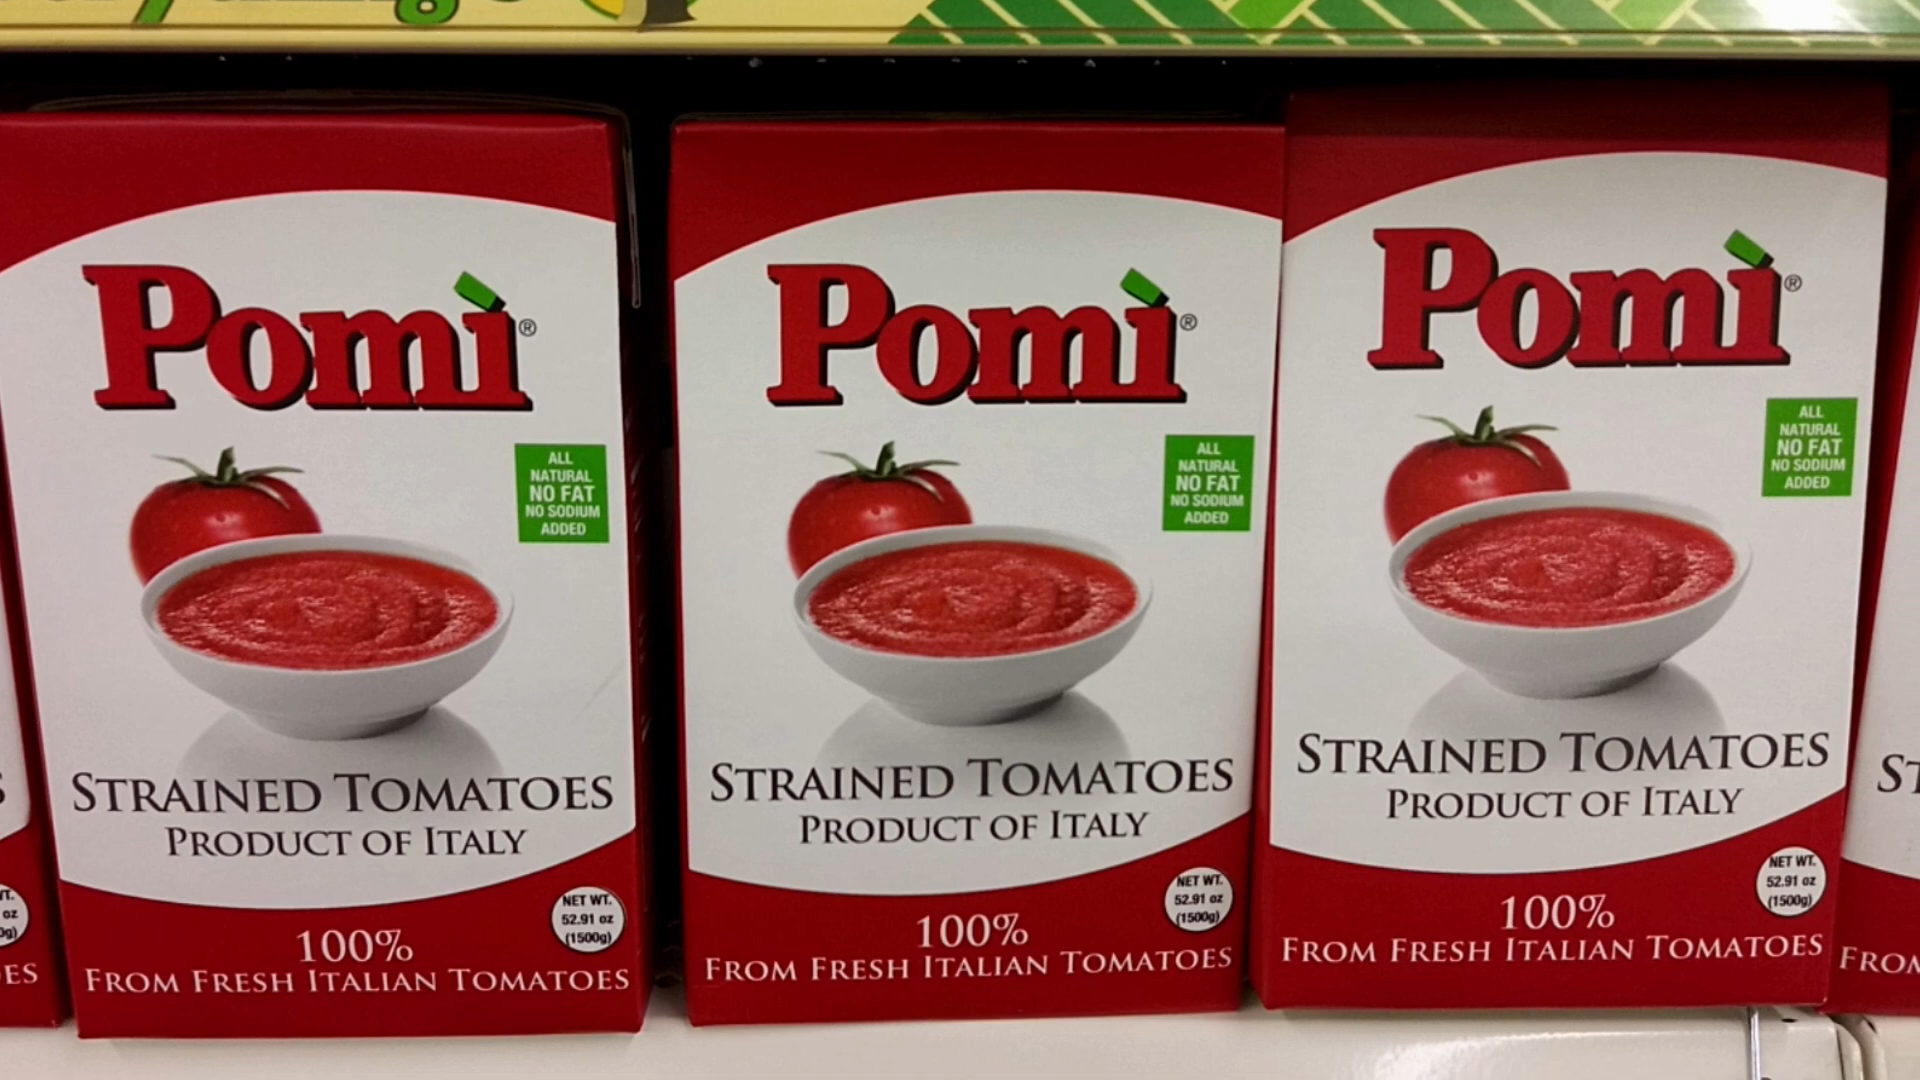 Pomì®
ALL
NATURAL
NO FAT
NO SODIUM
ADDED
STRAINED TOMATOES
PRODUCT OF ITALY
NET WT.
52.91 oz
(1500g)
100%
FROM FRESH ITALIAN TOMATOES
Pomì®
ALL
NATURAL
NO FAT
NO SODIUM
ADDED
STRAINED TOMATOES
PRODUCT OF ITALY
NET WT.
52.91 oz
(1500g)
100%
FROM FRESH ITALIAN TOMATOES
Pomì®
ALL
NATURAL
NO FAT
NO SODIUM
ADDED
STRAINED TOMATOES
PRODUCT OF ITALY
NET WT.
52.91 oz
(1500g)
100%
FROM FRESH ITALIAN TOMATOES
FROM